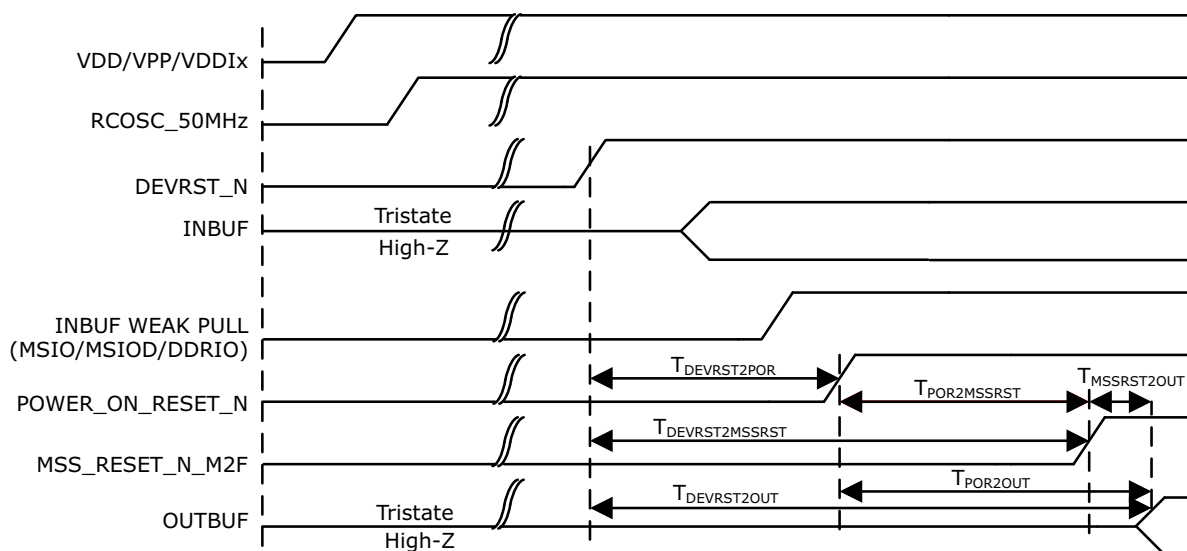 VDD/VPP/VDDIx
RCOSC_50MHz
DEVRST_N
INBUF
Tristate
High-Z
INBUF WEAK PULL
(MSIO/MSIOD/DDRIO)
TDEVRST2POR
TPOR2MSSRST
TMSSRST2OUT
POWER_ON_RESET_N
TDEVRST2MSSRST
MSS_RESET_N_M2F
TPOR2OUT
TDEVRST2OUT
OUTBUF
Tristate
High-Z